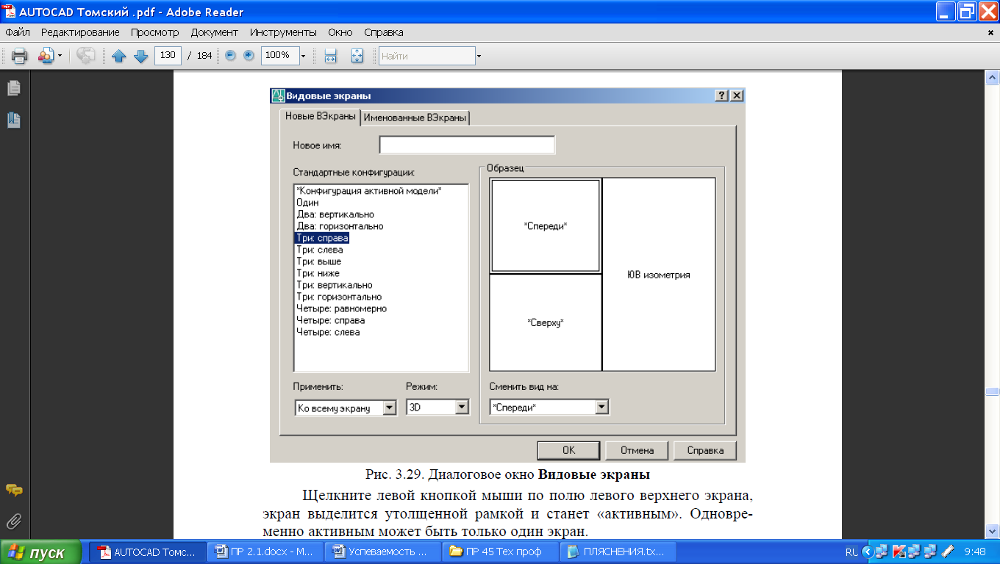 AUTOCAD Томский .pdf - Adobe Reader
Файл Редактирование Просмотр Документ Инструменты Окно Справка
130 / 184 100% Найти
Видовые экраны
Новые ВЭкраны Именованные ВЭкраны
Новое имя:
Стандартные конфигурации:
*Конфигурация активной модели*
Один
Два: вертикально
Два: горизонтально
Три: справа
Три: слева
Три: выше
Три: ниже
Три: вертикально
Три: горизонтально
Четыре: равномерно
Четыре: справа
Четыре: слева
Образец
*Спереди*
ЮВ изометрия
*Сверху*
Применить: Режим: Сменить вид на:
Ко всему экрану 3D *Спереди*
OK Отмена Справка
Рис. 3.29. Диалоговое окно Видовые экраны
Щелкните левой кнопкой мыши по полю левого верхнего экрана,
экран выделится утолщенной рамкой и станет «активным». Одновре-
менно активным может быть только один экран.
пуск AUTOCAD Томс... ПР 2.1.docx - M... Успеваемость ... ПР 45 Тех проф ПЛЯСНЕНИЯ.tx... RU 9:48